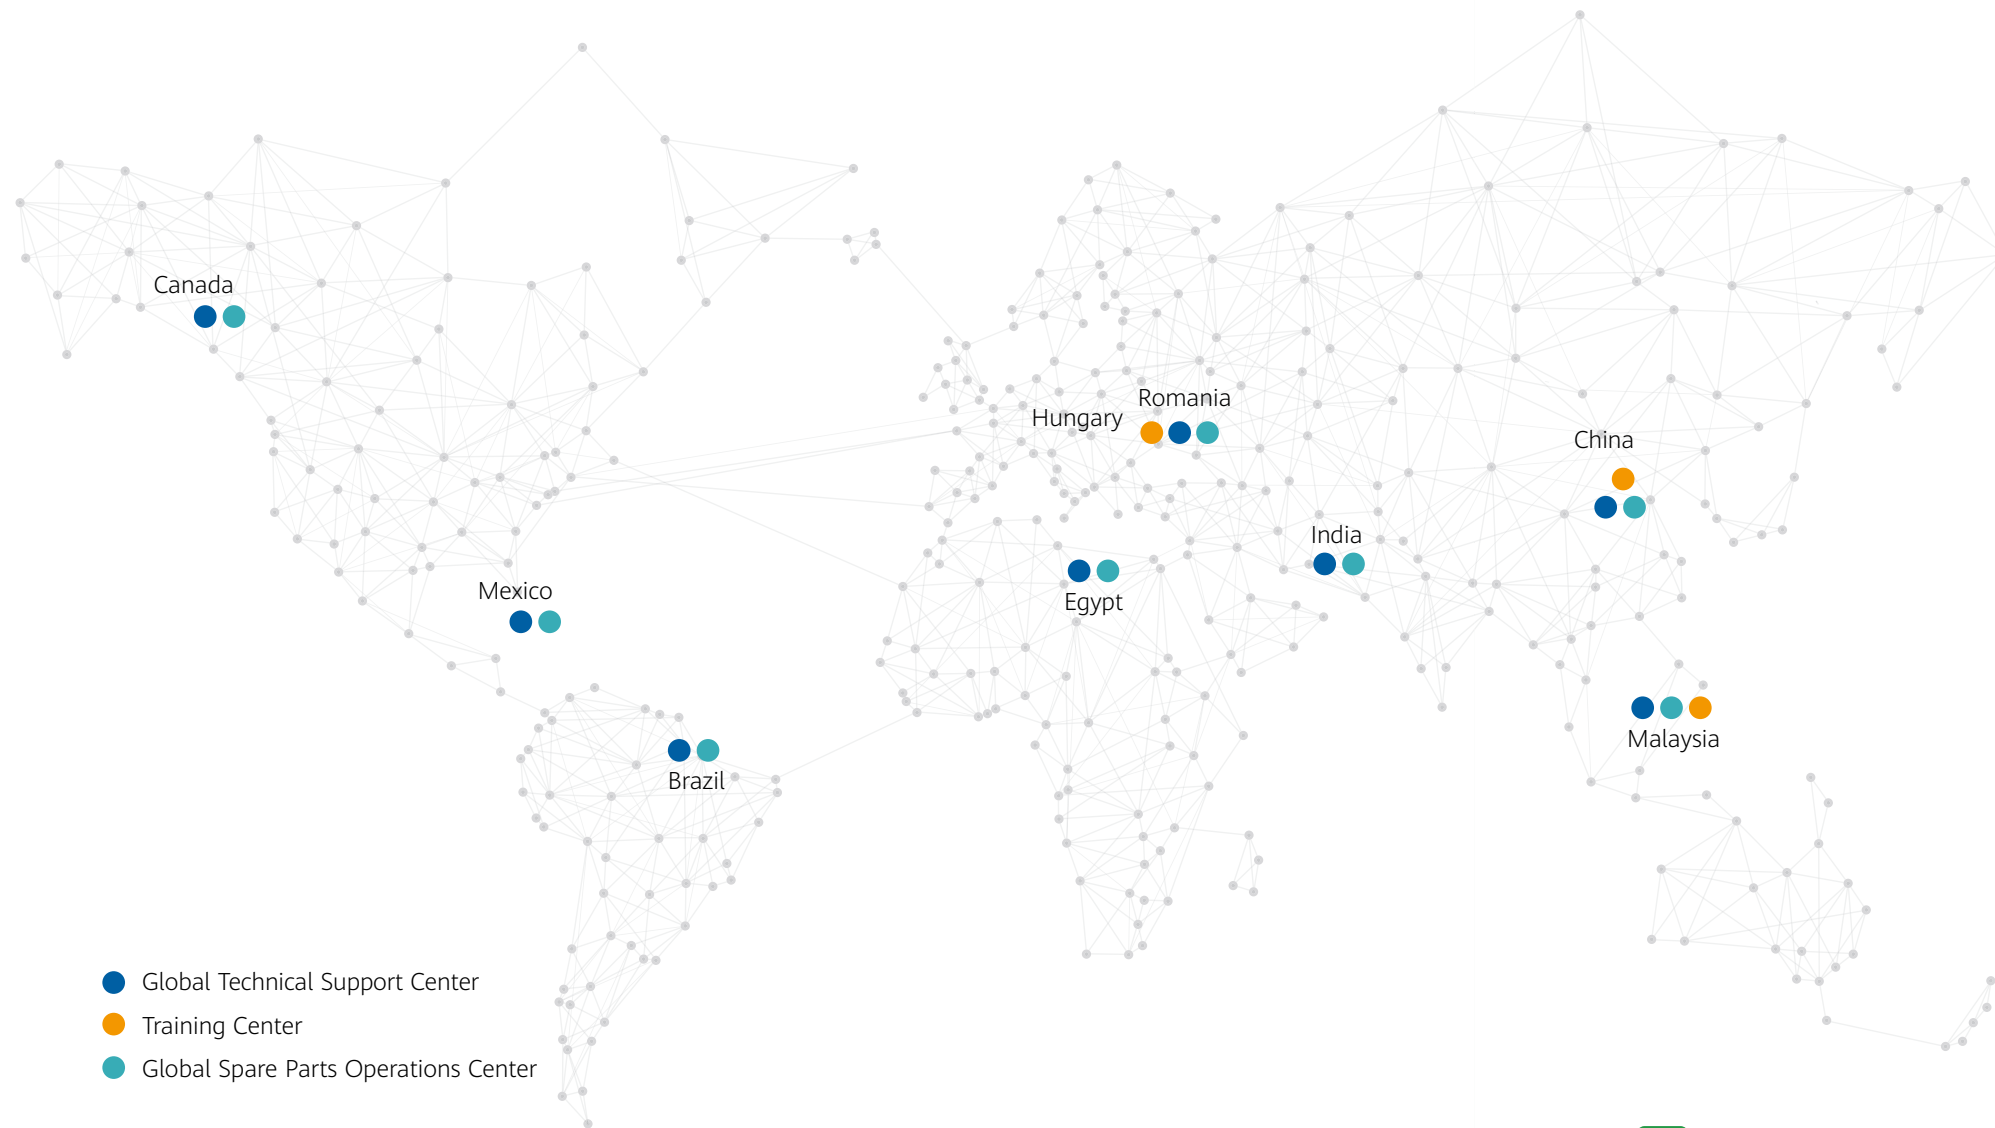 Canada
Romania
Hungary
China
India
Mexico
Egypt
Malaysia
Brazil
Global Technical Support Center
Training Center
Global Spare Parts Operations Center